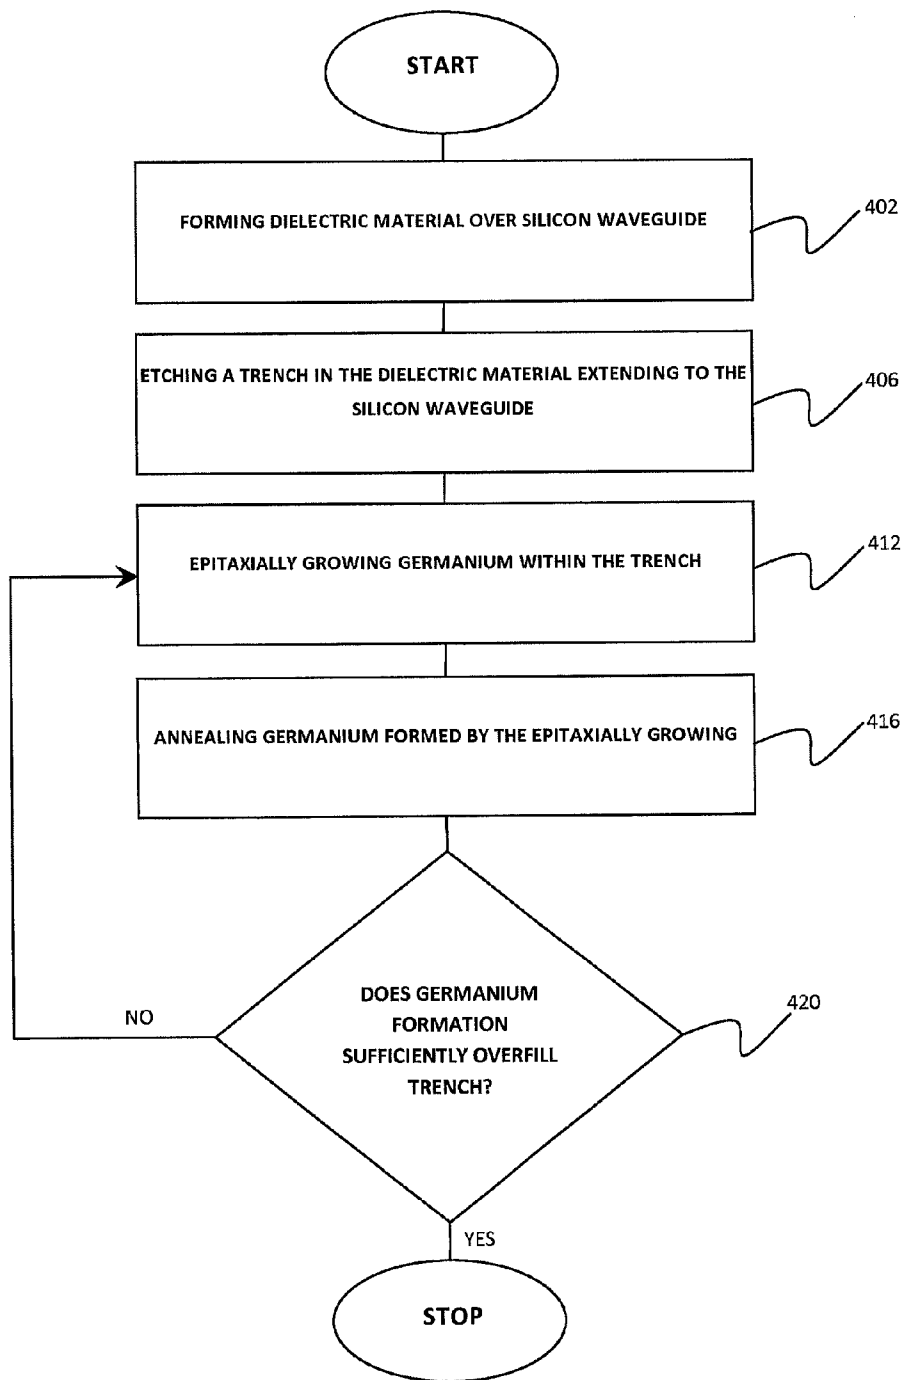 START
FORMING DIELECTRIC MATERIAL OVER SILICON WAVEGUIDE
402
ETCHING A TRENCH IN THE DIELECTRIC MATERIAL EXTENDING TO THE
SILICON WAVEGUIDE
406
EPITAXIALLY GROWING GERMANIUM WITHIN THE TRENCH
412
ANNEALING GERMANIUM FORMED BY THE EPITAXIALLY GROWING
416
DOES GERMANIUM
FORMATION
SUFFICIENTLY OVERFILL
TRENCH?
420
NO
YES
STOP